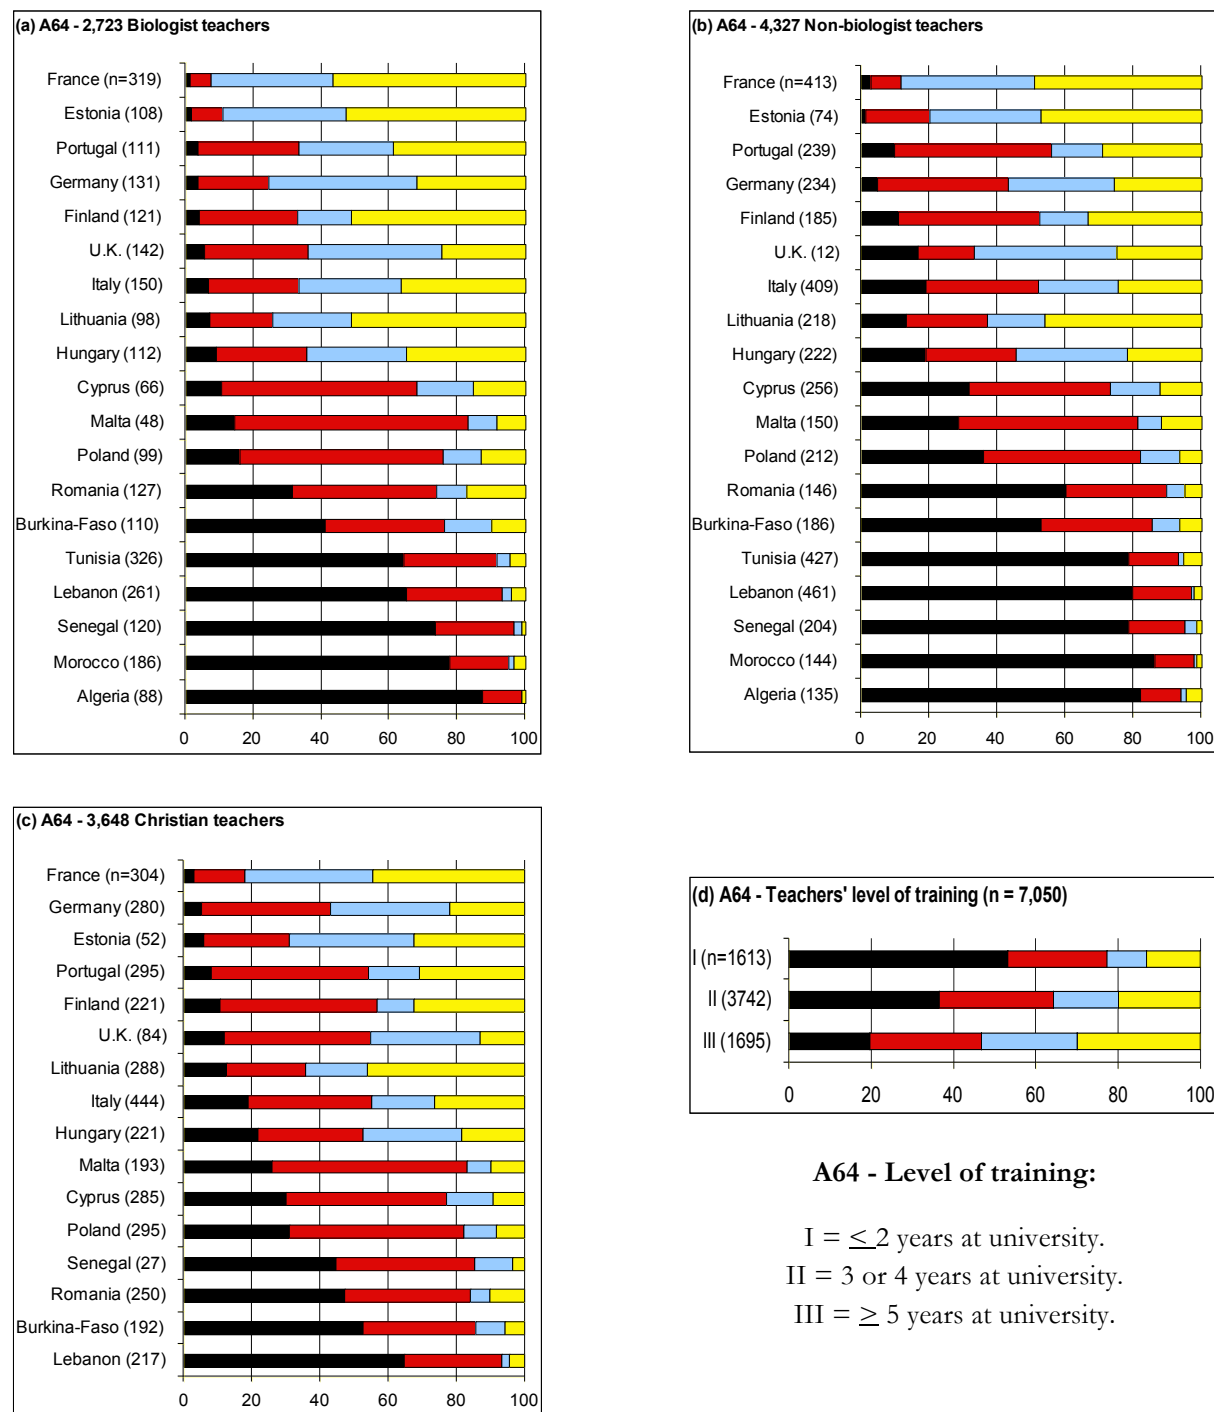 (a) A64 - 2,723 Biologist teachers
France (n=319)
Estonia (108)
Portugal (111)
Germany (131)
Finland (121)
U.K. (142)
Italy (150)
Lithuania (98)
Hungary (112)
Cyprus (66)
Malta (48)
Poland (99)
Romania (127)
Burkina-Faso (110)
Tunisia (326)
Lebanon (261)
Senegal (120)
Morocco (186)
Algeria (88)
0 20 40 60 80 100
(b) A64 - 4,327 Non-biologist teachers
France (n=413)
Estonia (74)
Portugal (239)
Germany (234)
Finland (185)
U.K. (12)
Italy (409)
Lithuania (218)
Hungary (222)
Cyprus (256)
Malta (150)
Poland (212)
Romania (146)
Burkina-Faso (186)
Tunisia (427)
Lebanon (461)
Senegal (204)
Morocco (144)
Algeria (135)
0 20 40 60 80 100
(c) A64 - 3,648 Christian teachers
France (n=304)
Germany (280)
Estonia (52)
Portugal (295)
Finland (221)
U.K. (84)
Lithuania (288)
Italy (444)
Hungary (221)
Malta (193)
Cyprus (285)
Poland (295)
Senegal (27)
Romania (250)
Burkina-Faso (192)
Lebanon (217)
0 20 40 60 80 100
(d) A64 - Teachers' level of training (n = 7,050)
I (n=1613)
II (3742)
III (1695)
0 20 40 60 80 100
A64 - Level of training:
I = ≤ 2 years at university.
II = 3 or 4 years at university.
III = ≥ 5 years at university.